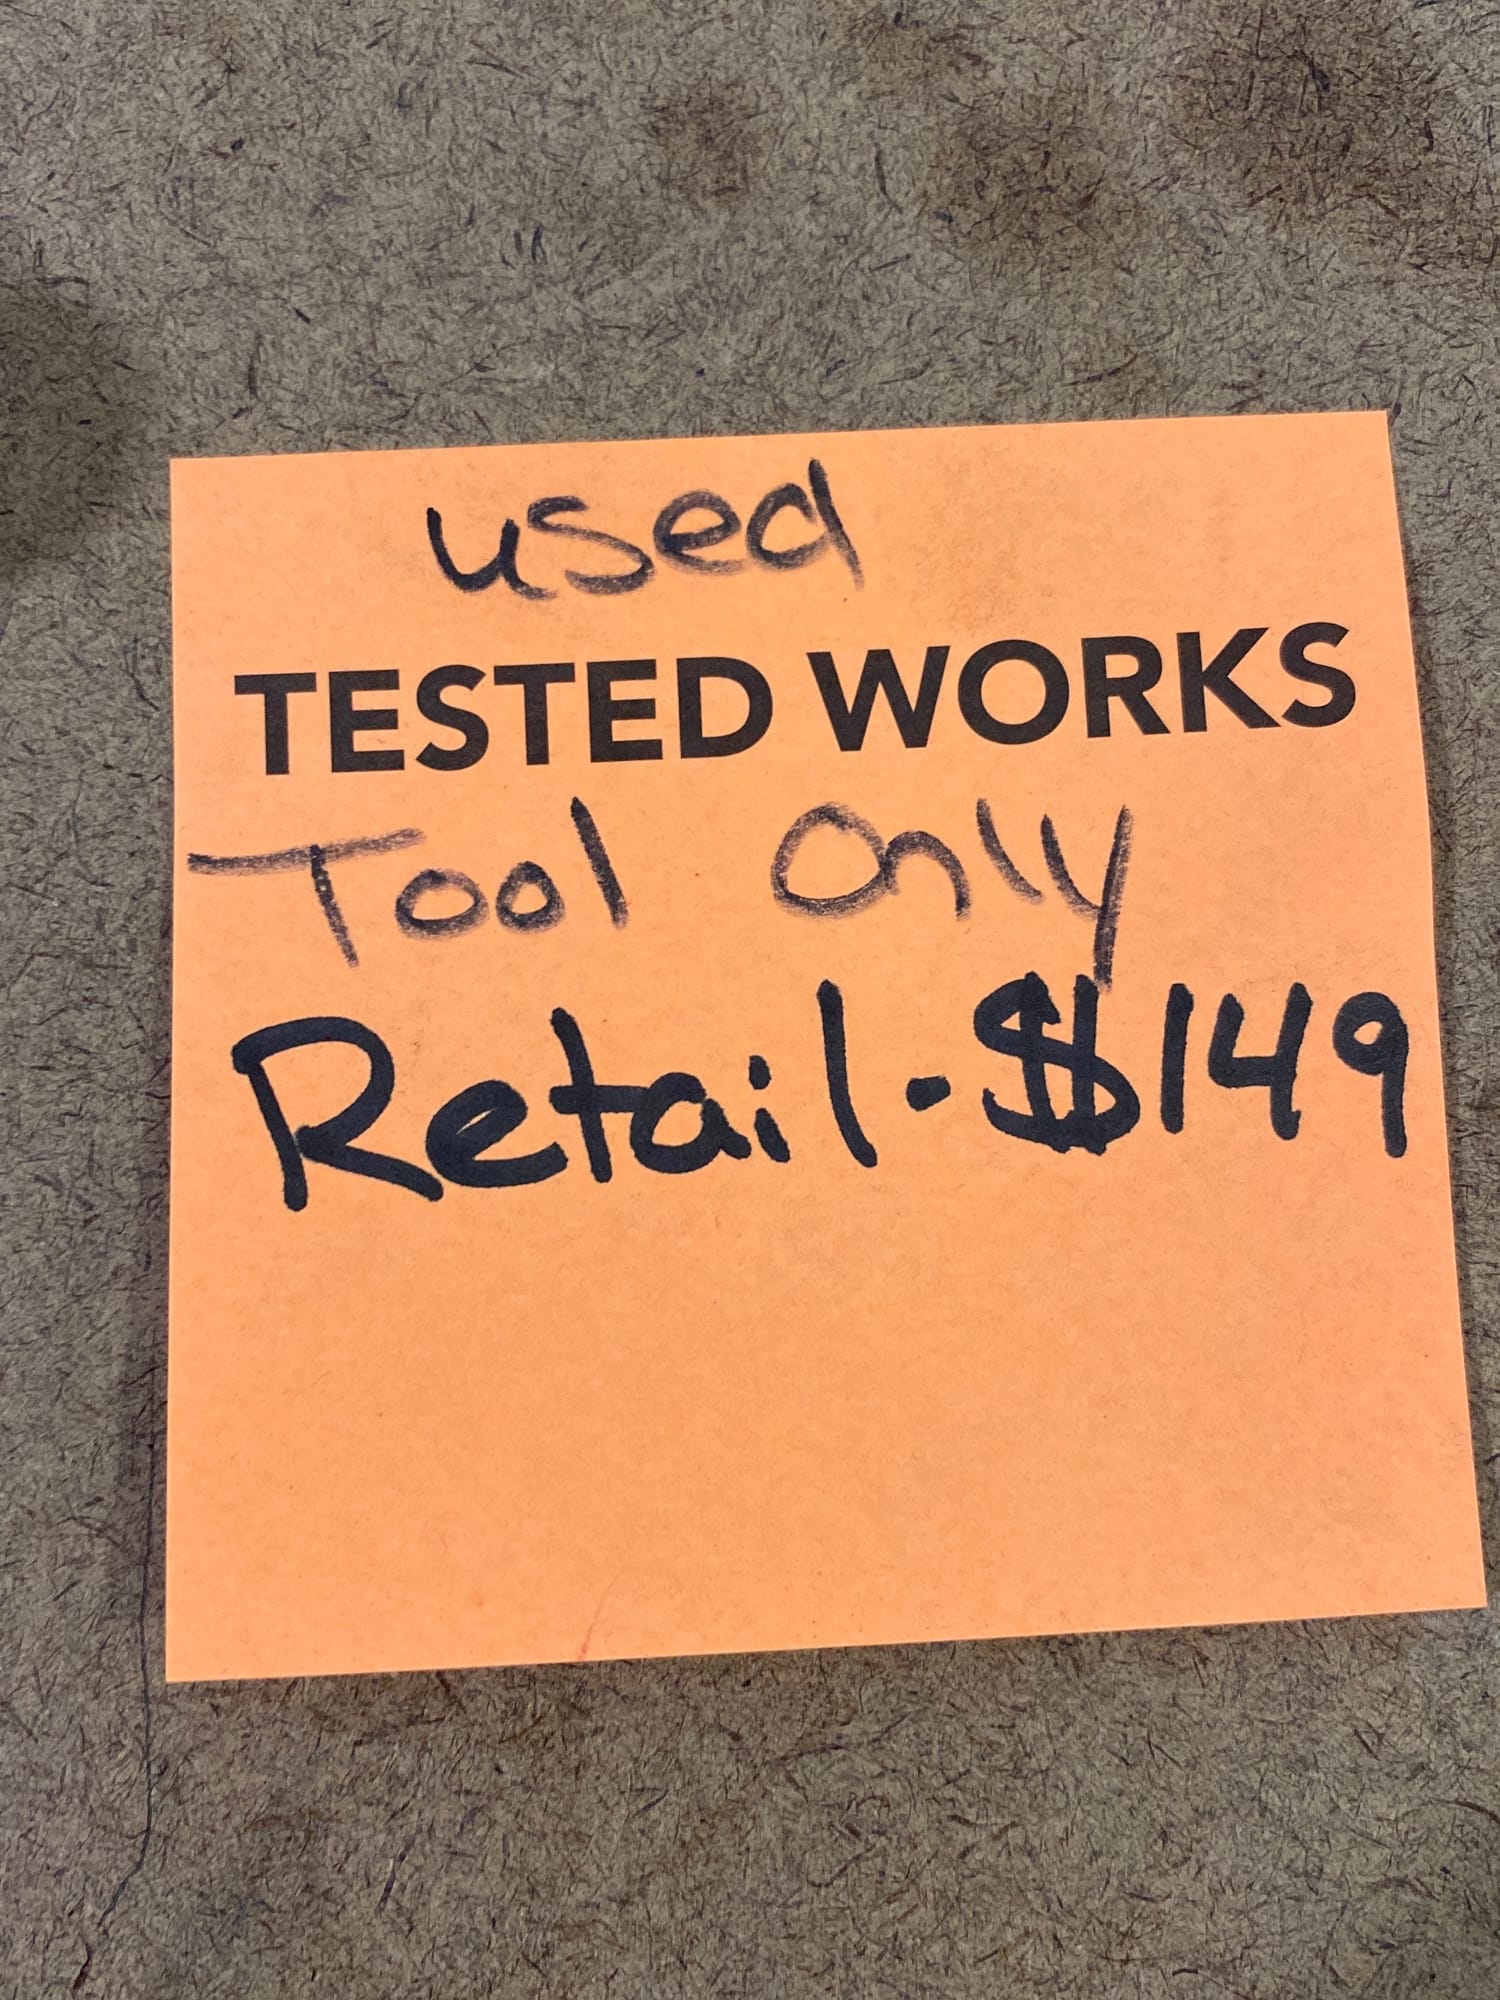 used
TESTED WORKS
Tool Only
Retail. $149